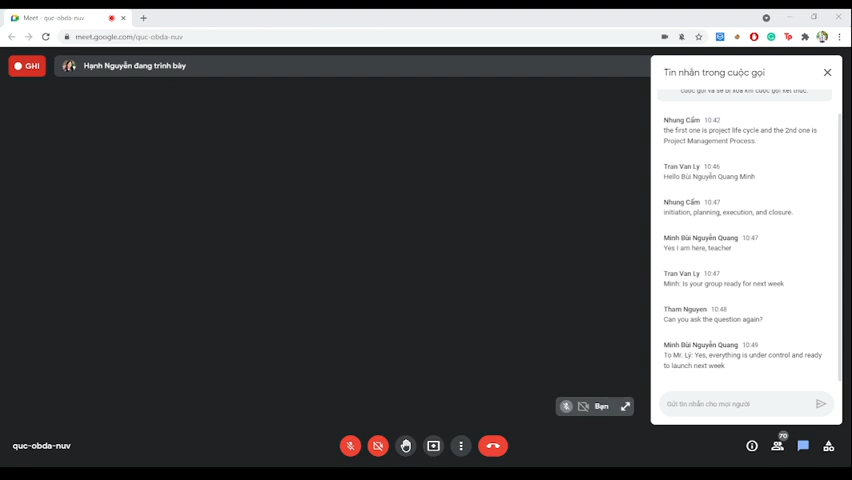 Meet - quc-obda-nuv
meet.google.com/quc-obda-nuv
GHI
Hạnh Nguyễn đang trình bày
Tin nhắn trong cuộc gọi
cuộc gọi và sẽ bị xóa khi cuộc gọi kết thúc.
Nhung Cẩm 10:42
the first one is project life cycle and the 2nd one is
Project Management Process.
Tran Van Ly 10:46
Hello Bùi Nguyễn Quang Minh
Nhung Cẩm 10:47
initiation, planning, execution, and closure.
Minh Bùi Nguyễn Quang 10:47
Yes I am here, teacher
Tran Van Ly 10:47
Minh: Is your group ready for next week
Tham Nguyen 10:48
Can you ask the question again?
Minh Bùi Nguyễn Quang 10:49
To Mr. Lý: Yes, everything is under control and ready
to launch next week
Bạn
Gửi tin nhắn cho mọi người
quc-obda-nuv
70